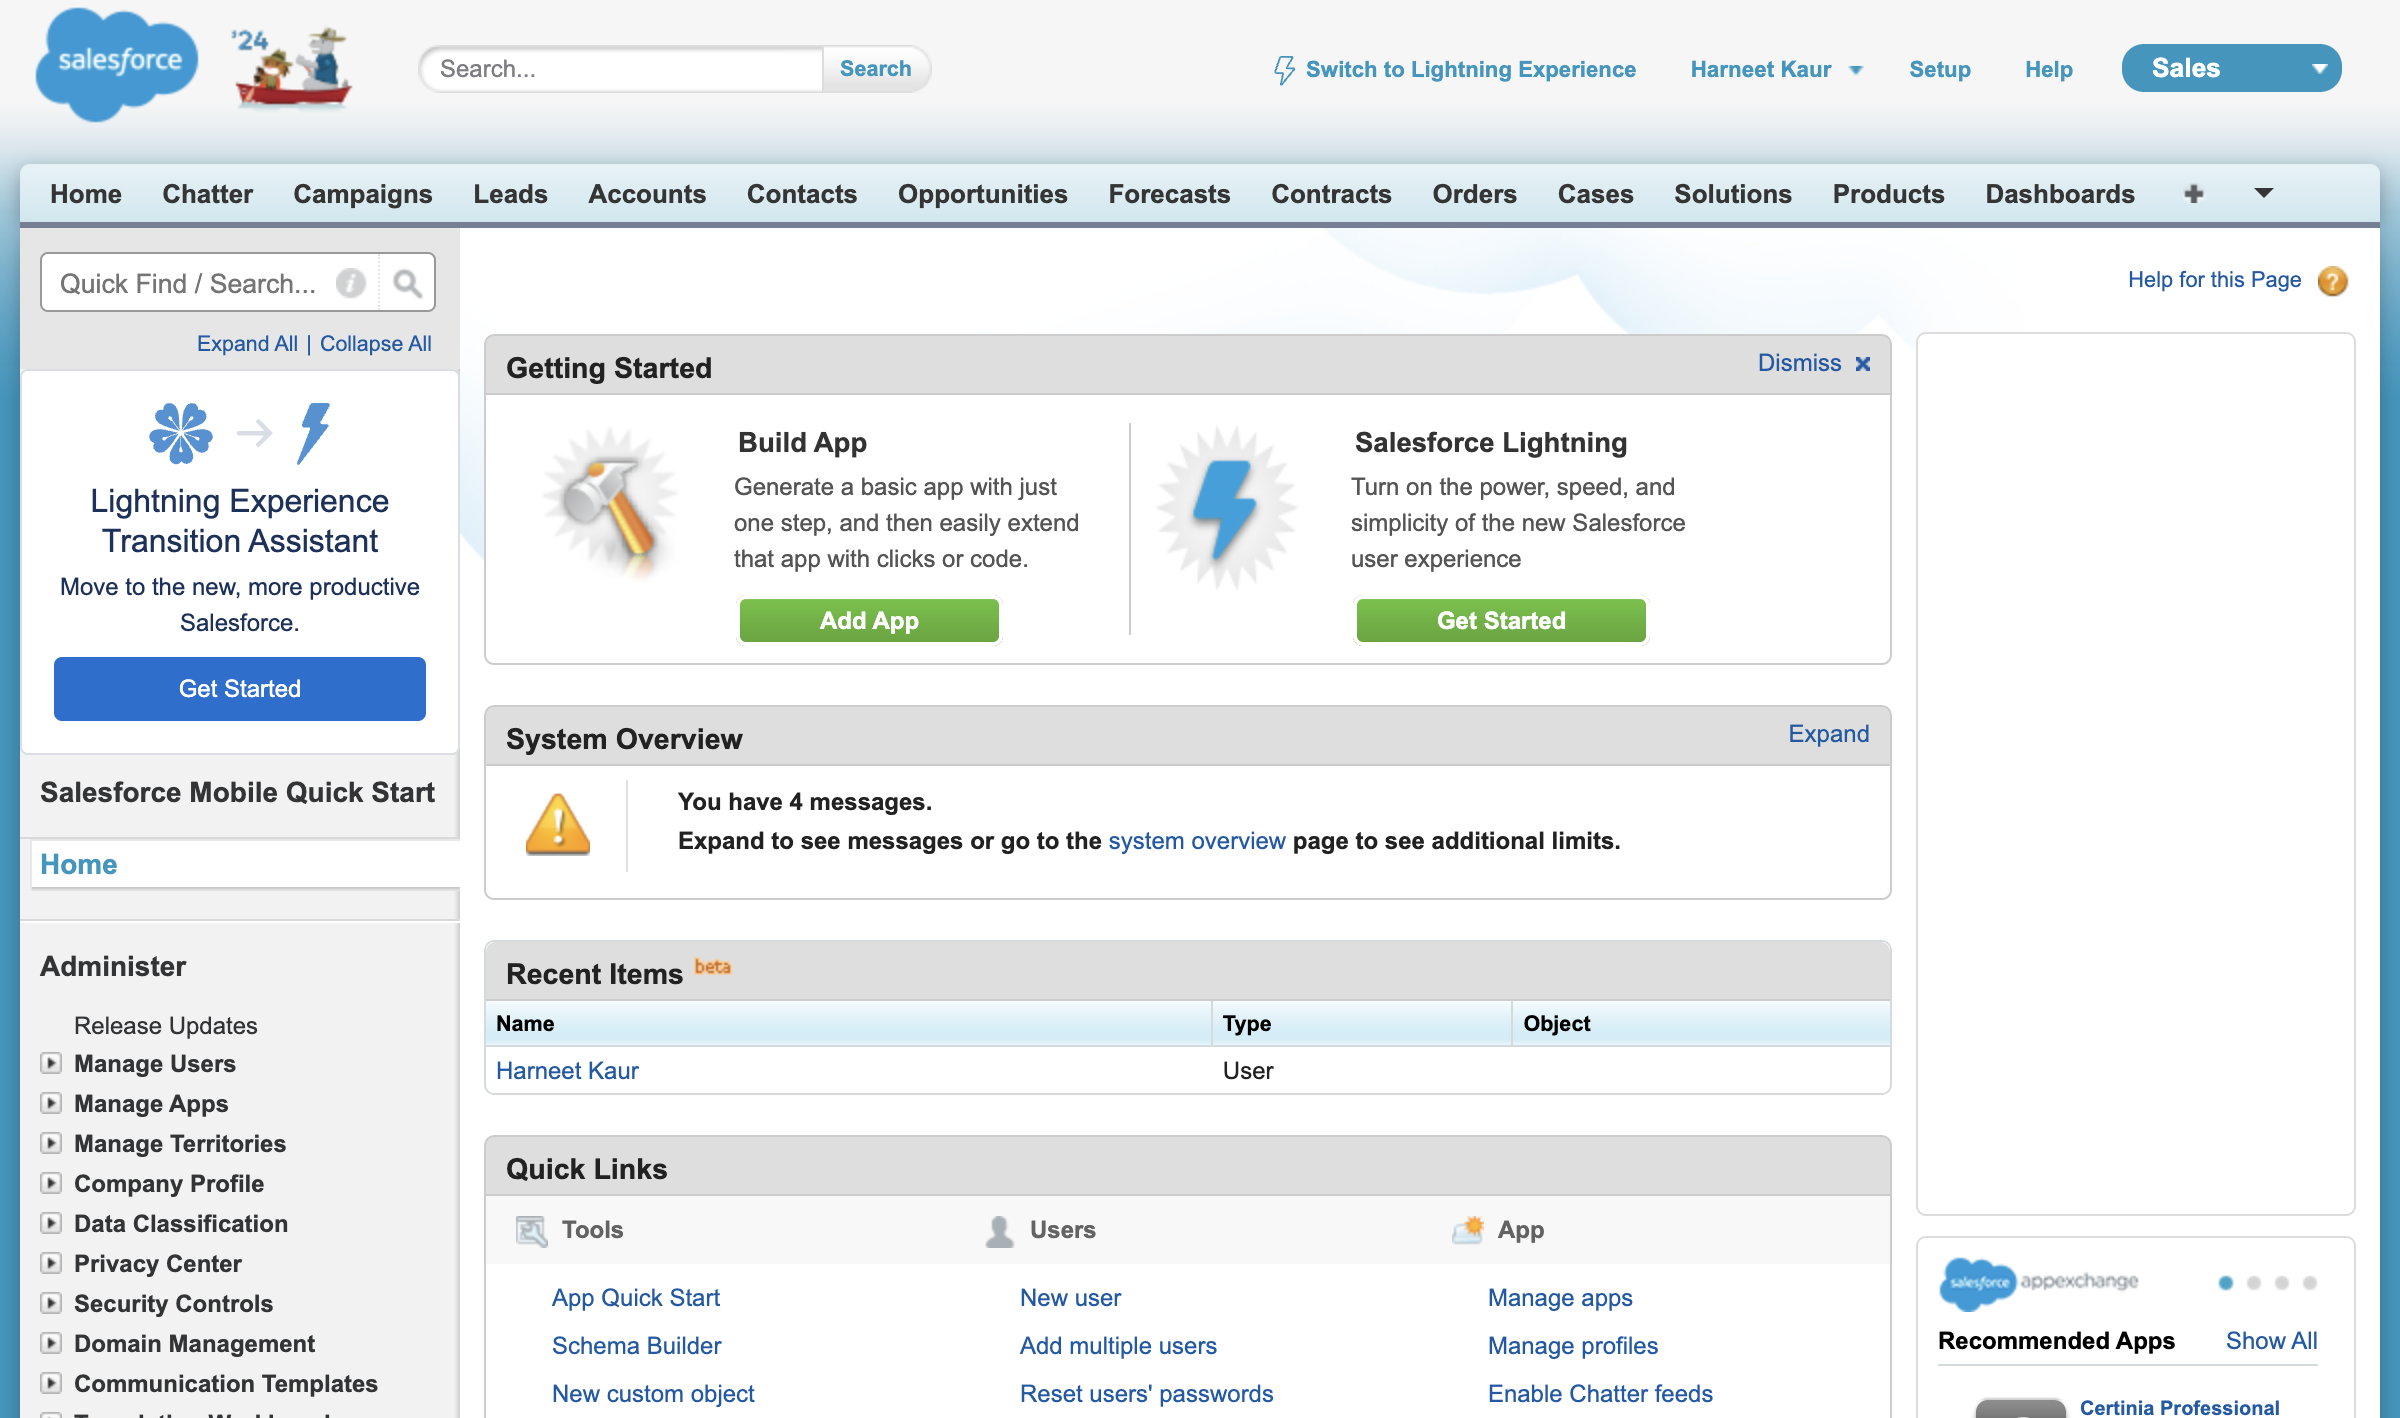 salesforce
'24
Search...
Search
Switch to Lightning Experience
Harneet Kaur
Setup
Help
Sales
Home
Chatter
Campaigns
Leads
Accounts
Contacts
Opportunities
Forecasts
Contracts
Orders
Cases
Solutions
Products
Dashboards
Quick Find / Search...
Expand All | Collapse All
Lightning Experience
Transition Assistant
Move to the new, more productive
Salesforce.
Get Started
Salesforce Mobile Quick Start
Home
Administer
Release Updates
Manage Users
Manage Apps
Manage Territories
Company Profile
Data Classification
Privacy Center
Security Controls
Domain Management
Communication Templates
Help for this Page
Getting Started
Dismiss
Build App
Generate a basic app with just
one step, and then easily extend
that app with clicks or code.
Add App
Salesforce Lightning
Turn on the power, speed, and
simplicity of the new Salesforce
user experience
Get Started
System Overview
Expand
You have 4 messages.
Expand to see messages or go to the system overview page to see additional limits.
Recent Items beta
Name
Type
Object
Harneet Kaur
User
Quick Links
Tools
Users
App
App Quick Start
New user
Manage apps
Schema Builder
Add multiple users
Manage profiles
New custom object
Reset users' passwords
Enable Chatter feeds
salesforce appexchange
Recommended Apps
Show All
Certinia Professional